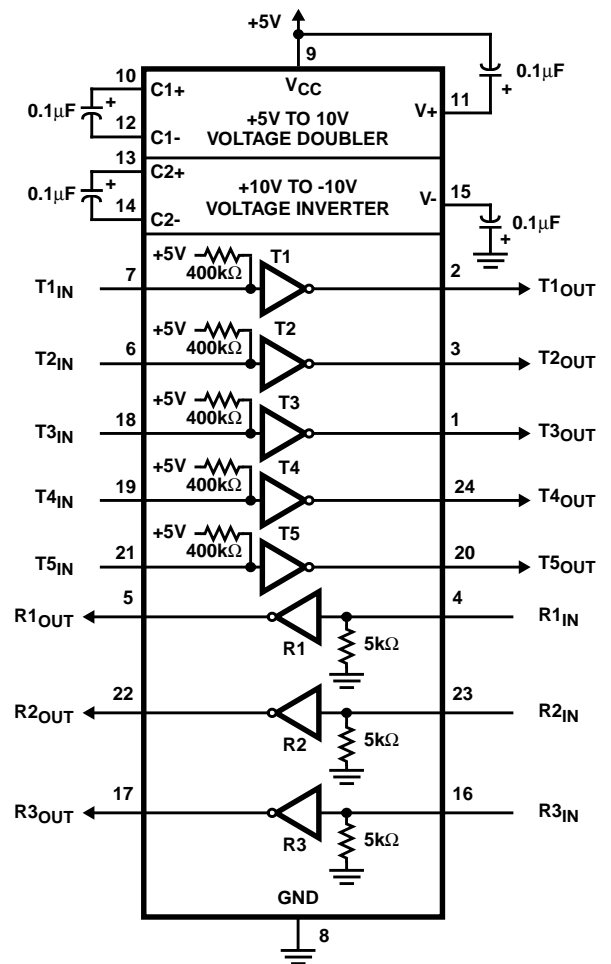 +5V
9
10
C1+
VCC
0.1µF
+
0.1µF
+
11
V+
12
C1-
+5V TO 10V
VOLTAGE DOUBLER
13
C2+
0.1µF
+
+10V TO -10V
VOLTAGE INVERTER
15
V-
14
C2-
0.1µF
+
+5V
400kΩ
T1
T1IN
7
2
T1OUT
+5V
400kΩ
T2
T2IN
6
3
T2OUT
+5V
400kΩ
T3
T3IN
18
1
T3OUT
+5V
400kΩ
T4
T4IN
19
24
T4OUT
+5V
400kΩ
T5
T5IN
21
20
T5OUT
R1OUT
5
4
R1IN
R1
5kΩ
R2OUT
22
23
R2IN
R2
5kΩ
R3OUT
17
16
R3IN
R3
5kΩ
GND
8